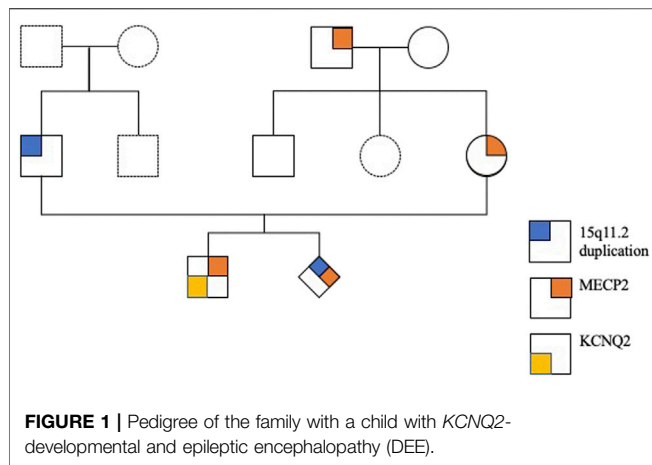 15q11.2
duplication
MECP2
KCNQ2
FIGURE 1 | Pedigree of the family with a child with KCNQ2-
developmental and epileptic encephalopathy (DEE).